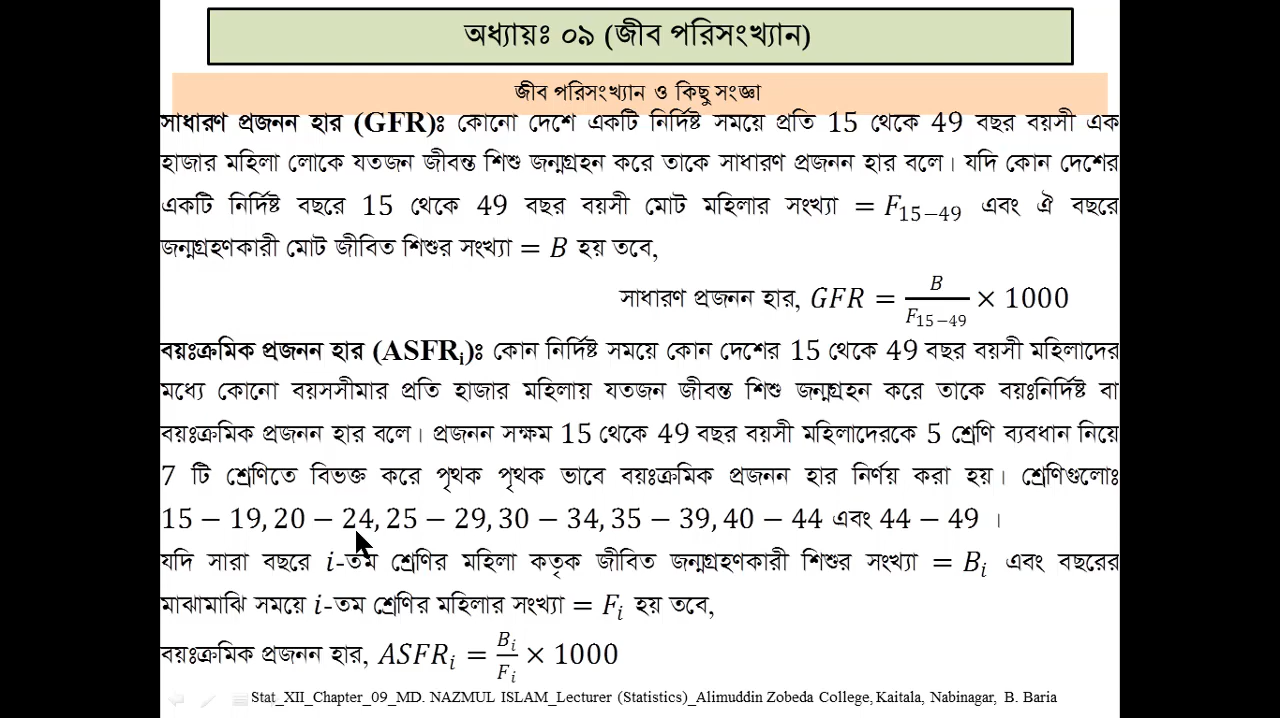 অধ্যায়ঃ ০৯ (জীব পরিসংখ্যান)
জীব পরিসংখ্যান ও কিছু সংজ্ঞা
সাধারণ প্রজনন হার (GFR)ঃ কোনো দেশে একটি নির্দিষ্ট সময়ে প্রতি 15 থেকে 49 বছর বয়সী এক
হাজার মহিলা লোকে যতজন জীবন্ত শিশু জন্মগ্রহন করে তাকে সাধারণ প্রজনন হার বলে। যদি কোন দেশের
একটি নির্দিষ্ট বছরে 15 থেকে 49 বছর বয়সী মোট মহিলার সংখ্যা = F₁₅₋₄₉ এবং ঐ বছরে
জন্মগ্রহণকারী মোট জীবিত শিশুর সংখ্যা = B হয় তবে,
সাধারণ প্রজনন হার, GFR = B/F₁₅₋₄₉ × 1000
বয়ঃক্রমিক প্রজনন হার (ASFRᵢ)ঃ কোন নির্দিষ্ট সময়ে কোন দেশের 15 থেকে 49 বছর বয়সী মহিলাদের
মধ্যে কোনো বয়সসীমার প্রতি হাজার মহিলায় যতজন জীবন্ত শিশু জন্মগ্রহন করে তাকে বয়ঃনির্দিষ্ট বা
বয়ঃক্রমিক প্রজনন হার বলে। প্রজনন সক্ষম 15 থেকে 49 বছর বয়সী মহিলাদেরকে 5 শ্রেণি ব্যবধান নিয়ে
7 টি শ্রেণিতে বিভক্ত করে পৃথক পৃথক ভাবে বয়ঃক্রমিক প্রজনন হার নির্ণয় করা হয়। শ্রেণিগুলোঃ
15 − 19, 20 − 24, 25 − 29, 30 − 34, 35 − 39, 40 − 44 এবং 44 − 49 ।
যদি সারা বছরে i-তম শ্রেণির মহিলা কতৃক জীবিত জন্মগ্রহণকারী শিশুর সংখ্যা = Bᵢ এবং বছরের
মাঝামাঝি সময়ে i-তম শ্রেণির মহিলার সংখ্যা = Fᵢ হয় তবে,
বয়ঃক্রমিক প্রজনন হার, ASFRᵢ = Bᵢ/Fᵢ × 1000
Stat_XII_Chapter_09_MD. NAZMUL ISLAM_Lecturer (Statistics)_Alimuddin Zobeda College, Kaitala, Nabinagar, B. Baria